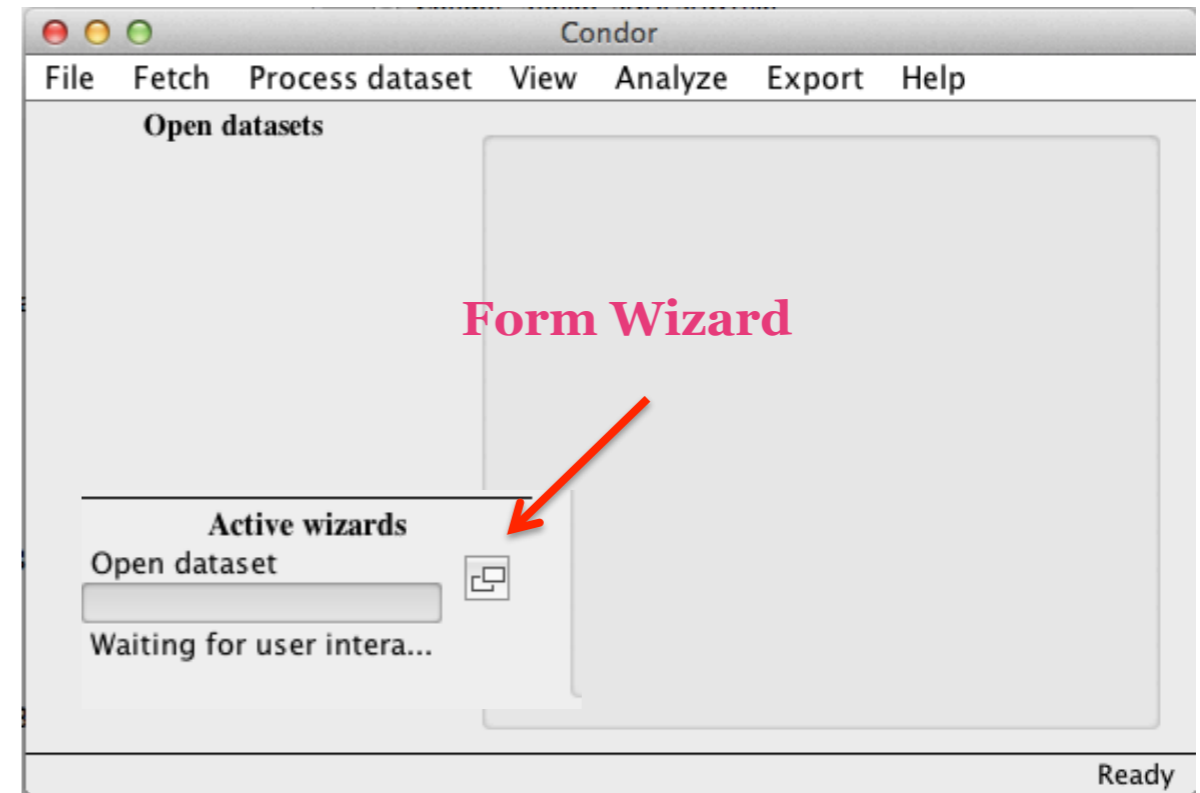 Condor
File Fetch Process dataset View Analyze Export Help
Open datasets
Form Wizard
Active wizards
Open dataset
Waiting for user intera...
Ready